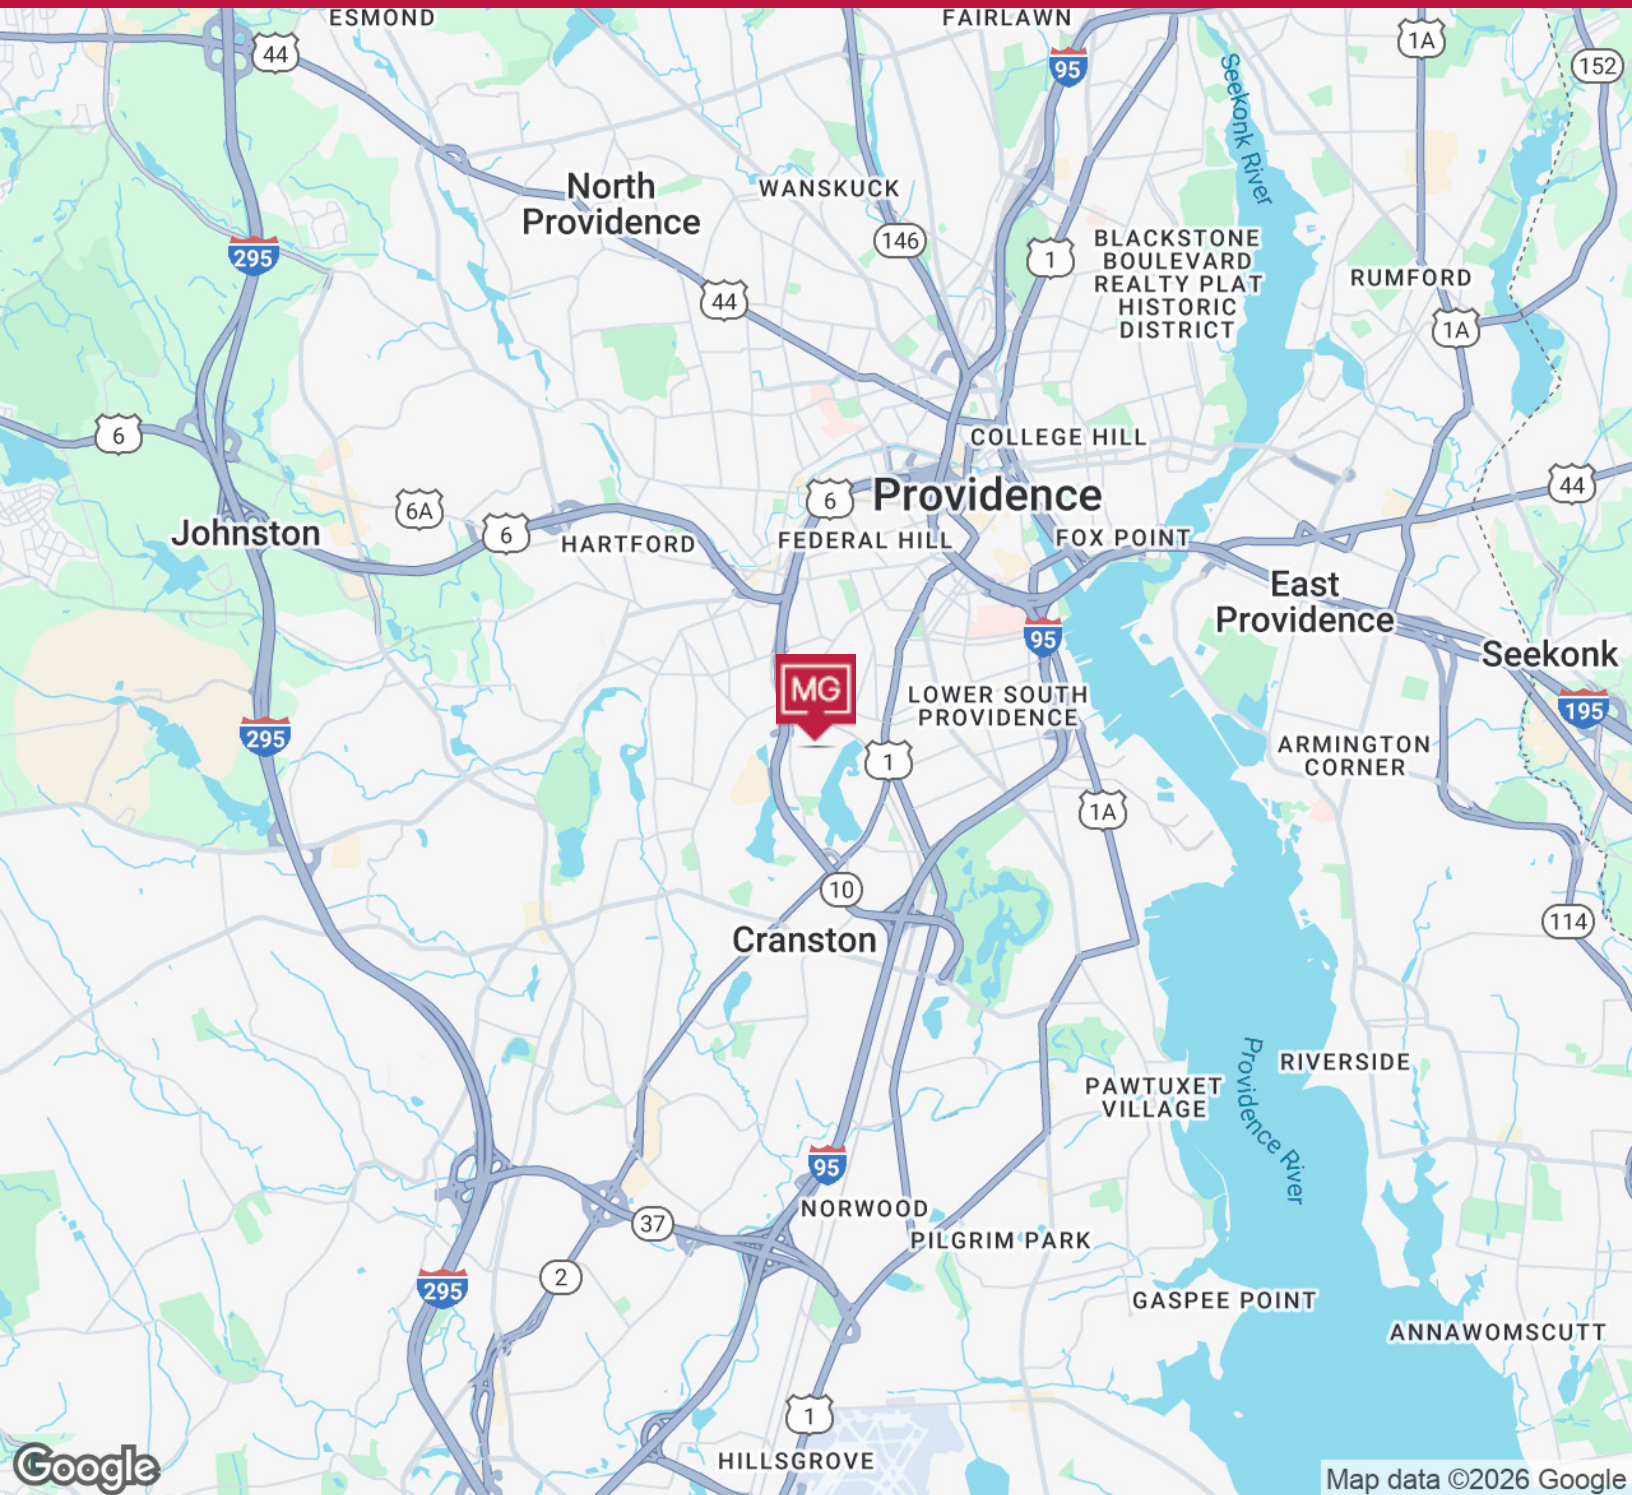 ESMOND
FAIRLAWN
44
95
1A
152
Seekonk River
North
Providence
WANSKUCK
146
1
BLACKSTONE
BOULEVARD
REALTY PLAT
HISTORIC
DISTRICT
295
RUMFORD
44
1A
6
COLLEGE HILL
6A
6
Providence
44
Johnston
6
HARTFORD
FEDERAL HILL
FOX POINT
East
Providence
95
Seekonk
MG
LOWER SOUTH
PROVIDENCE
195
295
1
ARMINGTON
CORNER
1A
10
114
Cranston
Providence River
RIVERSIDE
PAWTUXET
VILLAGE
95
NORWOOD
37
PILGRIM PARK
2
295
GASPEE POINT
ANNAWOMSCUTT
1
HILLSGROVE
Google
Map data ©2026 Google